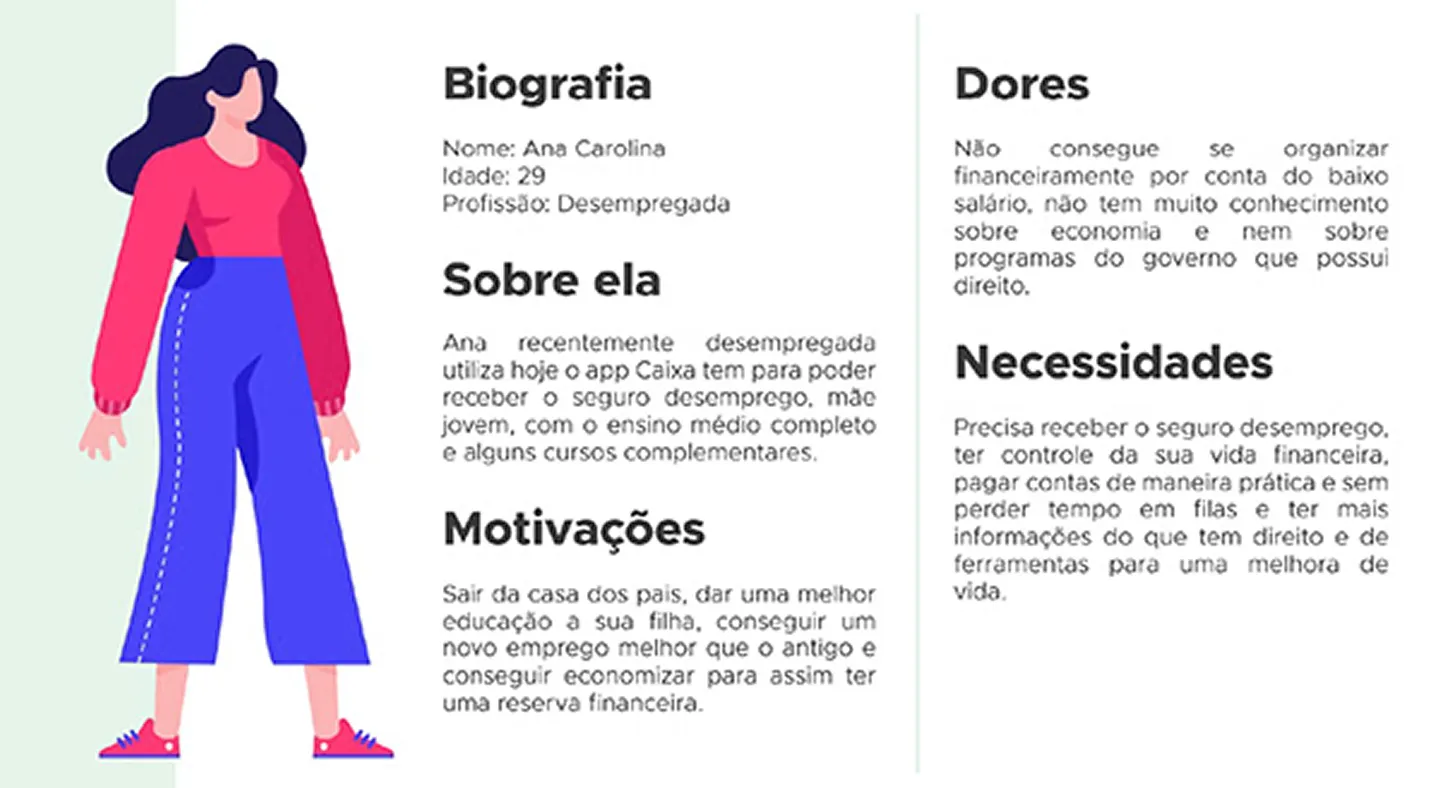 Biografia
Nome: Ana Carolina
Idade: 29
Profissão: Desempregada
Sobre ela
Ana recentemente desempregada
utiliza hoje o app Caixa tem para poder
receber o seguro desemprego, mãe
jovem, com o ensino médio completo
e alguns cursos complementares.
Motivações
Sair da casa dos pais, dar uma melhor
educação a sua filha, conseguir um
novo emprego melhor que o antigo e
conseguir economizar para assim ter
uma reserva financeira.
Dores
Não consegue se organizar
financeiramente por conta do baixo
salário, não tem muito conhecimento
sobre economia e nem sobre
programas do governo que possui
direito.
Necessidades
Precisa receber o seguro desemprego,
ter controle da sua vida financeira,
pagar contas de maneira prática e sem
perder tempo em filas e ter mais
informações do que tem direito e de
ferramentas para uma melhora de
vida.